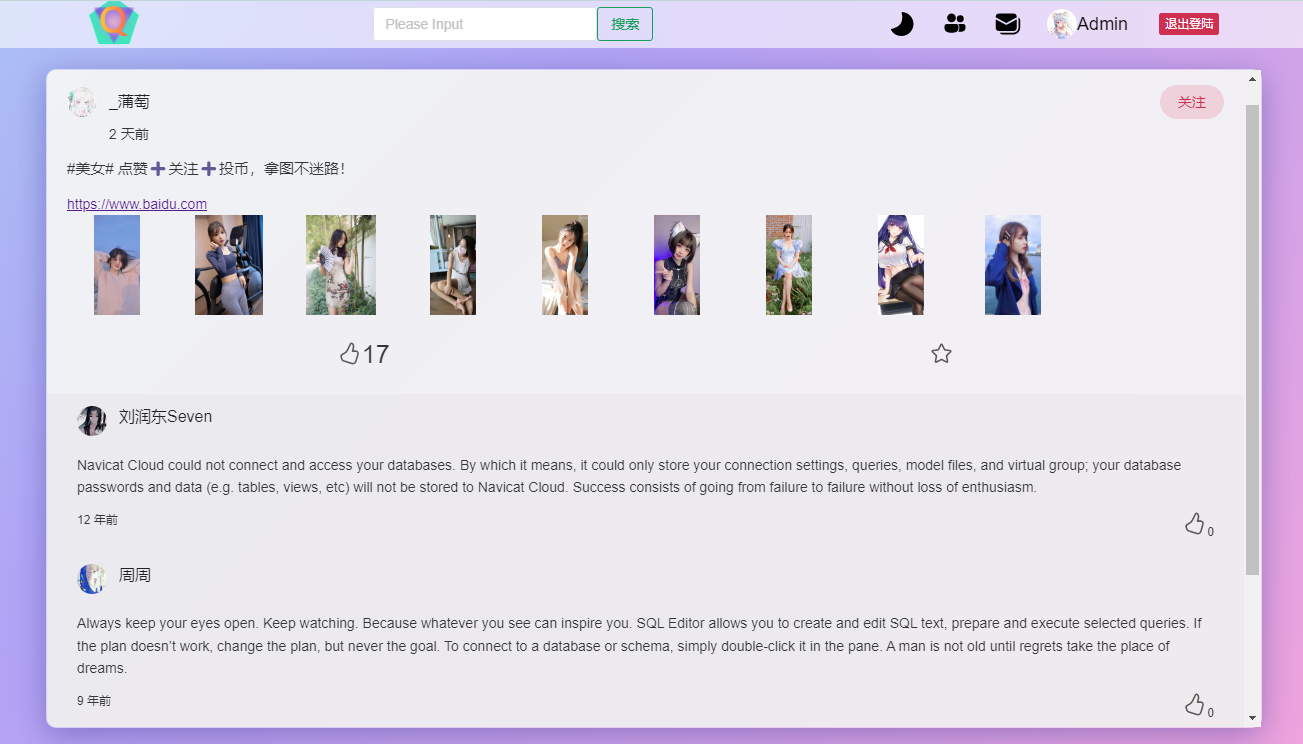 Q
Please Input
搜索
Admin
退出登陆
_蒲萄
关注
2 天前
#美女# 点赞➕关注➕投币，拿图不迷路！
https://www.baidu.com
17
刘润东Seven
Navicat Cloud could not connect and access your databases. By which it means, it could only store your connection settings, queries, model files, and virtual group; your database
passwords and data (e.g. tables, views, etc) will not be stored to Navicat Cloud. Success consists of going from failure to failure without loss of enthusiasm.
12 年前
0
周周
Always keep your eyes open. Keep watching. Because whatever you see can inspire you. SQL Editor allows you to create and edit SQL text, prepare and execute selected queries. If
the plan doesn’t work, change the plan, but never the goal. To connect to a database or schema, simply double-click it in the pane. A man is not old until regrets take the place of
dreams.
9 年前
0